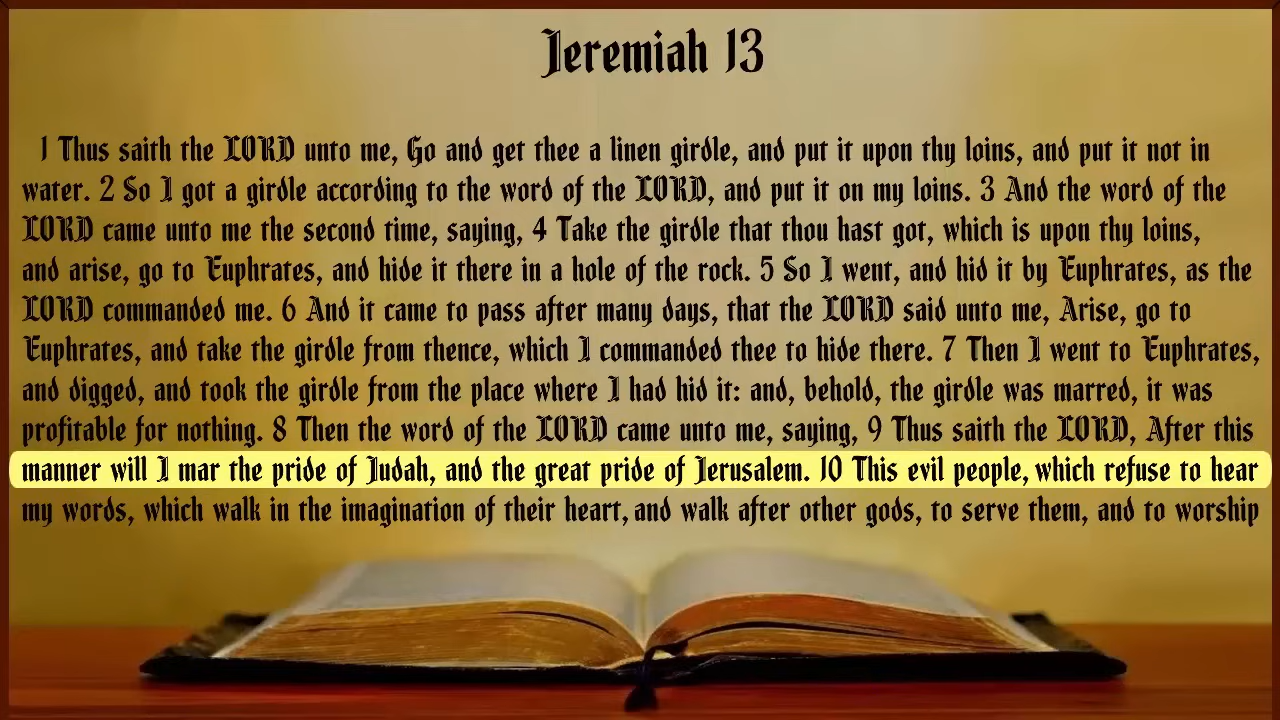 Jeremiah 13
1 Thus saith the LORD unto me, Go and get thee a linen girdle, and put it upon thy loins, and put it not in
water. 2 So I got a girdle according to the word of the LORD, and put it on my loins. 3 And the word of the
LORD came unto me the second time, saying, 4 Take the girdle that thou hast got, which is upon thy loins,
and arise, go to Euphrates, and hide it there in a hole of the rock. 5 So I went, and hid it by Euphrates, as the
LORD commanded me. 6 And it came to pass after many days, that the LORD said unto me, Arise, go to
Euphrates, and take the girdle from thence, which I commanded thee to hide there. 7 Then I went to Euphrates,
and digged, and took the girdle from the place where I had hid it: and, behold, the girdle was marred, it was
profitable for nothing. 8 Then the word of the LORD came unto me, saying, 9 Thus saith the LORD, After this
manner will I mar the pride of Judah, and the great pride of Jerusalem. 10 This evil people, which refuse to hear
my words, which walk in the imagination of their heart, and walk after other gods, to serve them, and to worship